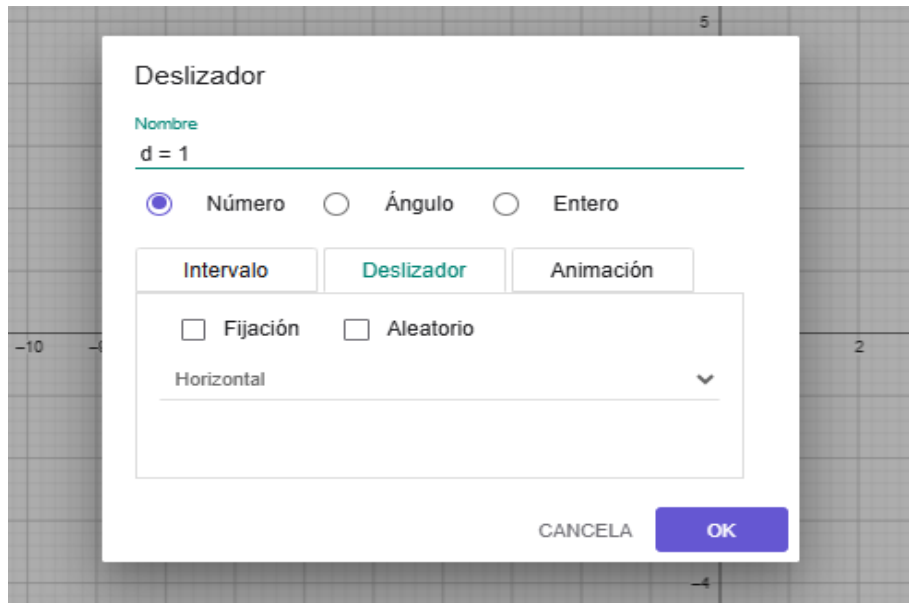 5
Deslizador
Nombre
d = 1
Número Ángulo Entero
Intervalo Deslizador Animación
Fijación Aleatorio
–10 2
Horizontal
CANCELA OK
–4